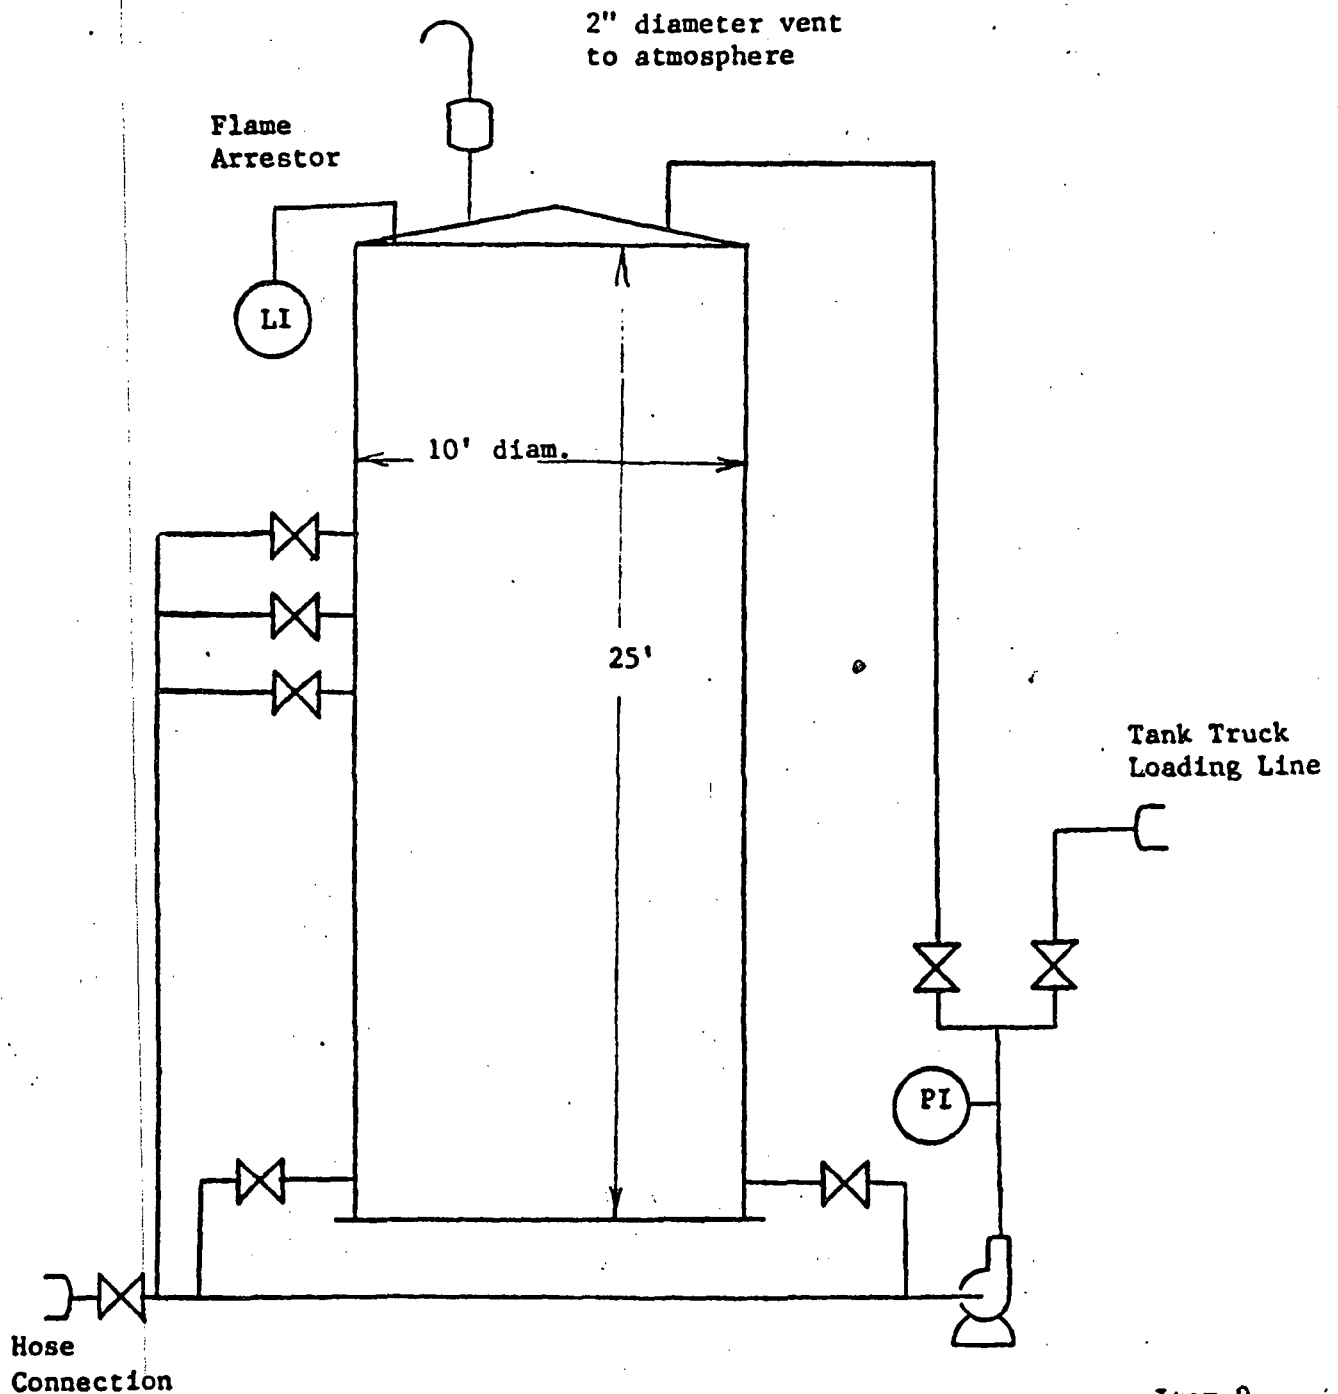 2" diameter vent
to atmosphere
Flame
Arrestor
LI
10' diam.
25'
Tank Truck
Loading Line
PI
Hose
Connection